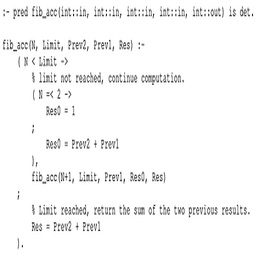 :- pred fib_acc(int::in, int::in, int::in, int::in, int::out) is det.
fib_acc(N, Limit, Prev2, Prev1, Res) :-
( N < Limit ->
% limit not reached, continue computation.
( N =< 2 ->
Res0 = 1
;
Res0 = Prev2 + Prev1
),
fib_acc(N+1, Limit, Prev1, Res0, Res)
;
% Limit reached, return the sum of the two previous results.
Res = Prev2 + Prev1
).